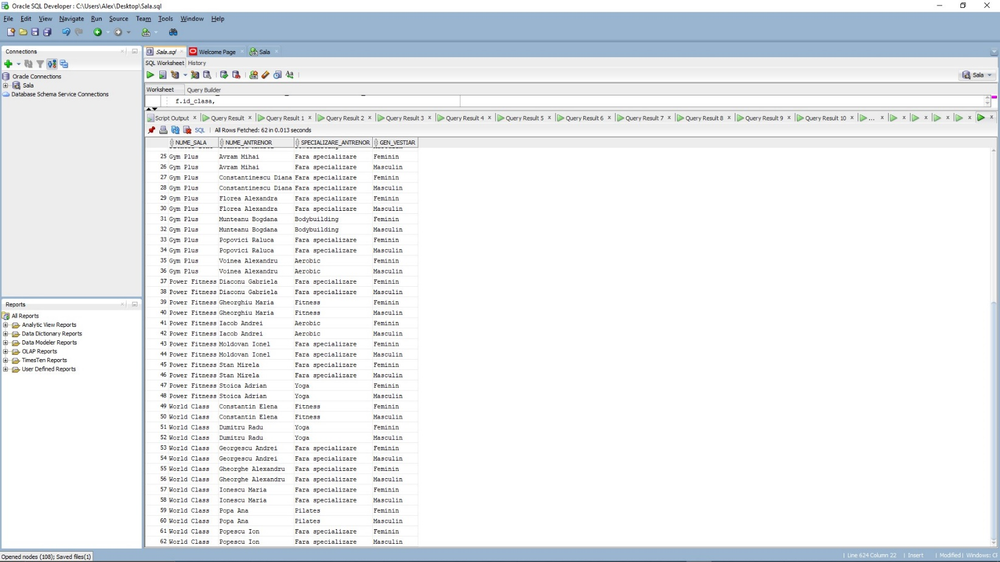 Oracle SQL Developer : C:\Users\Alex\Desktop\Sala.sql
File Edit View Navigate Run Source Team Tools Window Help
Connections
Oracle Connections
Sala
Database Schema Service Connections
Reports
All Reports
Analytic View Reports
Data Dictionary Reports
Data Modeler Reports
OLAP Reports
TimesTen Reports
User Defined Reports
Sala.sql Welcome Page Sala
SQL Worksheet History
Sala
Worksheet Query Builder
f.id_clasa,
Script Output Query Result Query Result 1 Query Result 2 Query Result 3 Query Result 4 Query Result 5 Query Result 6 Query Result 7 Query Result 8 Query Result 9 Query Result 10 ...
SQL | All Rows Fetched: 62 in 0.013 seconds
NUME_SALA NUME_ANTRENOR SPECIALIZARE_ANTRENOR GEN_VESTIAR
25 Gym Plus Avram Mihai Fara specializare Feminin
26 Gym Plus Avram Mihai Fara specializare Masculin
27 Gym Plus Constantinescu Diana Fara specializare Feminin
28 Gym Plus Constantinescu Diana Fara specializare Masculin
29 Gym Plus Florea Alexandra Fara specializare Feminin
30 Gym Plus Florea Alexandra Fara specializare Masculin
31 Gym Plus Munteanu Bogdana Bodybuilding Feminin
32 Gym Plus Munteanu Bogdana Bodybuilding Masculin
33 Gym Plus Popovici Raluca Fara specializare Feminin
34 Gym Plus Popovici Raluca Fara specializare Masculin
35 Gym Plus Voinea Alexandru Aerobic Feminin
36 Gym Plus Voinea Alexandru Aerobic Masculin
37 Power Fitness Diaconu Gabriela Fara specializare Feminin
38 Power Fitness Diaconu Gabriela Fara specializare Masculin
39 Power Fitness Gheorghiu Maria Fitness Feminin
40 Power Fitness Gheorghiu Maria Fitness Masculin
41 Power Fitness Iacob Andrei Aerobic Feminin
42 Power Fitness Iacob Andrei Aerobic Masculin
43 Power Fitness Moldovan Ionel Fara specializare Feminin
44 Power Fitness Moldovan Ionel Fara specializare Masculin
45 Power Fitness Stan Mirela Fara specializare Feminin
46 Power Fitness Stan Mirela Fara specializare Masculin
47 Power Fitness Stoica Adrian Yoga Feminin
48 Power Fitness Stoica Adrian Yoga Masculin
49 World Class Constantin Elena Fitness Feminin
50 World Class Constantin Elena Fitness Masculin
51 World Class Dumitru Radu Yoga Feminin
52 World Class Dumitru Radu Yoga Masculin
53 World Class Georgescu Andrei Fara specializare Feminin
54 World Class Georgescu Andrei Fara specializare Masculin
55 World Class Gheorghe Alexandru Fara specializare Feminin
56 World Class Gheorghe Alexandru Fara specializare Masculin
57 World Class Ionescu Maria Fara specializare Feminin
58 World Class Ionescu Maria Fara specializare Masculin
59 World Class Popa Ana Pilates Feminin
60 World Class Popa Ana Pilates Masculin
61 World Class Popescu Ion Fara specializare Feminin
62 World Class Popescu Ion Fara specializare Masculin
Opened nodes (108); Saved files(1)
| Line 624 Column 22 | Insert | Modified | Windows: C